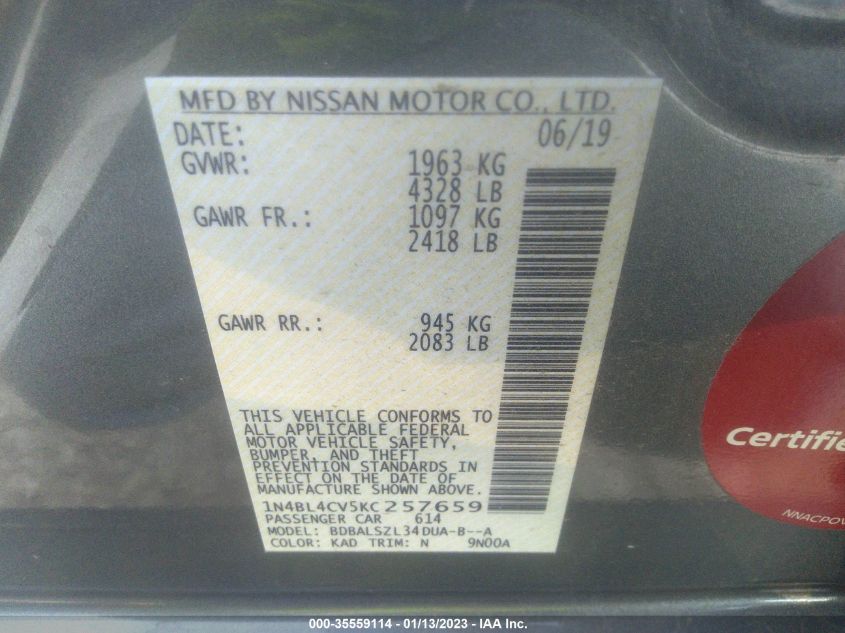 MFD BY NISSAN MOTOR CO., LTD.
DATE: 06/19
GVWR: 1963 KG
4328 LB
GAWR FR.: 1097 KG
2418 LB
GAWR RR.: 945 KG
2083 LB
THIS VEHICLE CONFORMS TO
ALL APPLICABLE FEDERAL
MOTOR VEHICLE SAFETY,
BUMPER, AND THEFT
PREVENTION STANDARDS IN
EFFECT ON THE DATE OF
MANUFACTURE SHOWN ABOVE.
1N4BL4CV5KC257659
PASSENGER CAR 614
MODEL: BDBALSZL34DUA-B--A
COLOR: KAD TRIM: N 9N00A
Certifie
NNACPOV
000-35559114 - 01/13/2023 - IAA Inc.